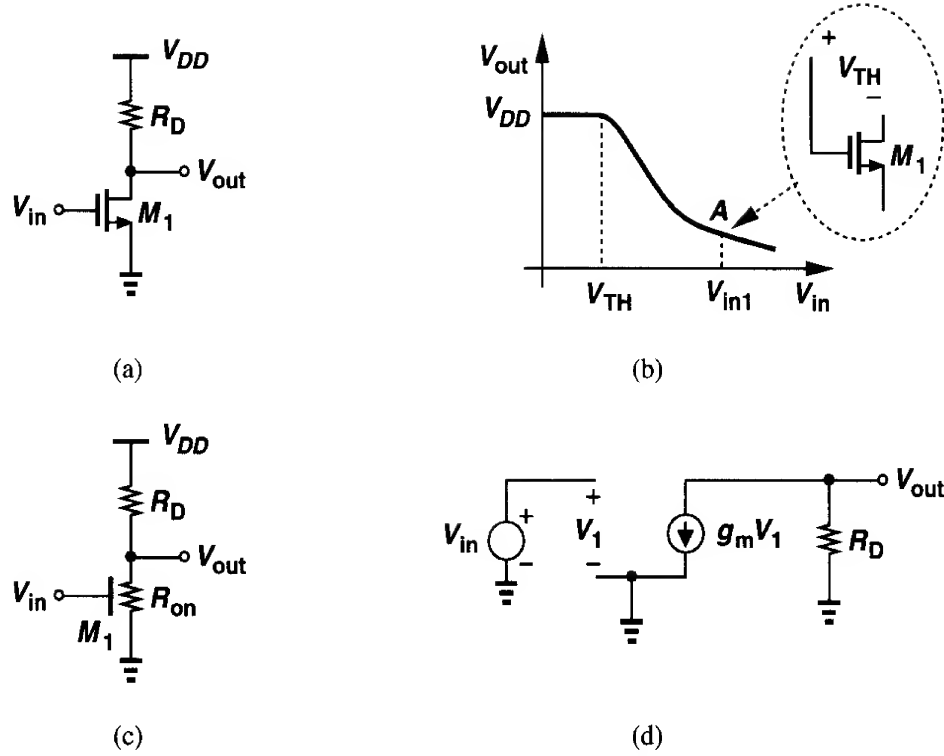 V_DD
R_D
V_out
V_in
M_1
(a)
V_out
V_DD
A
V_TH
V_in1
V_in
+
V_TH
−
M_1
(b)
V_DD
R_D
V_out
V_in
R_on
M_1
(c)
V_in
+
−
+
V_1
−
g_mV_1
V_out
R_D
(d)